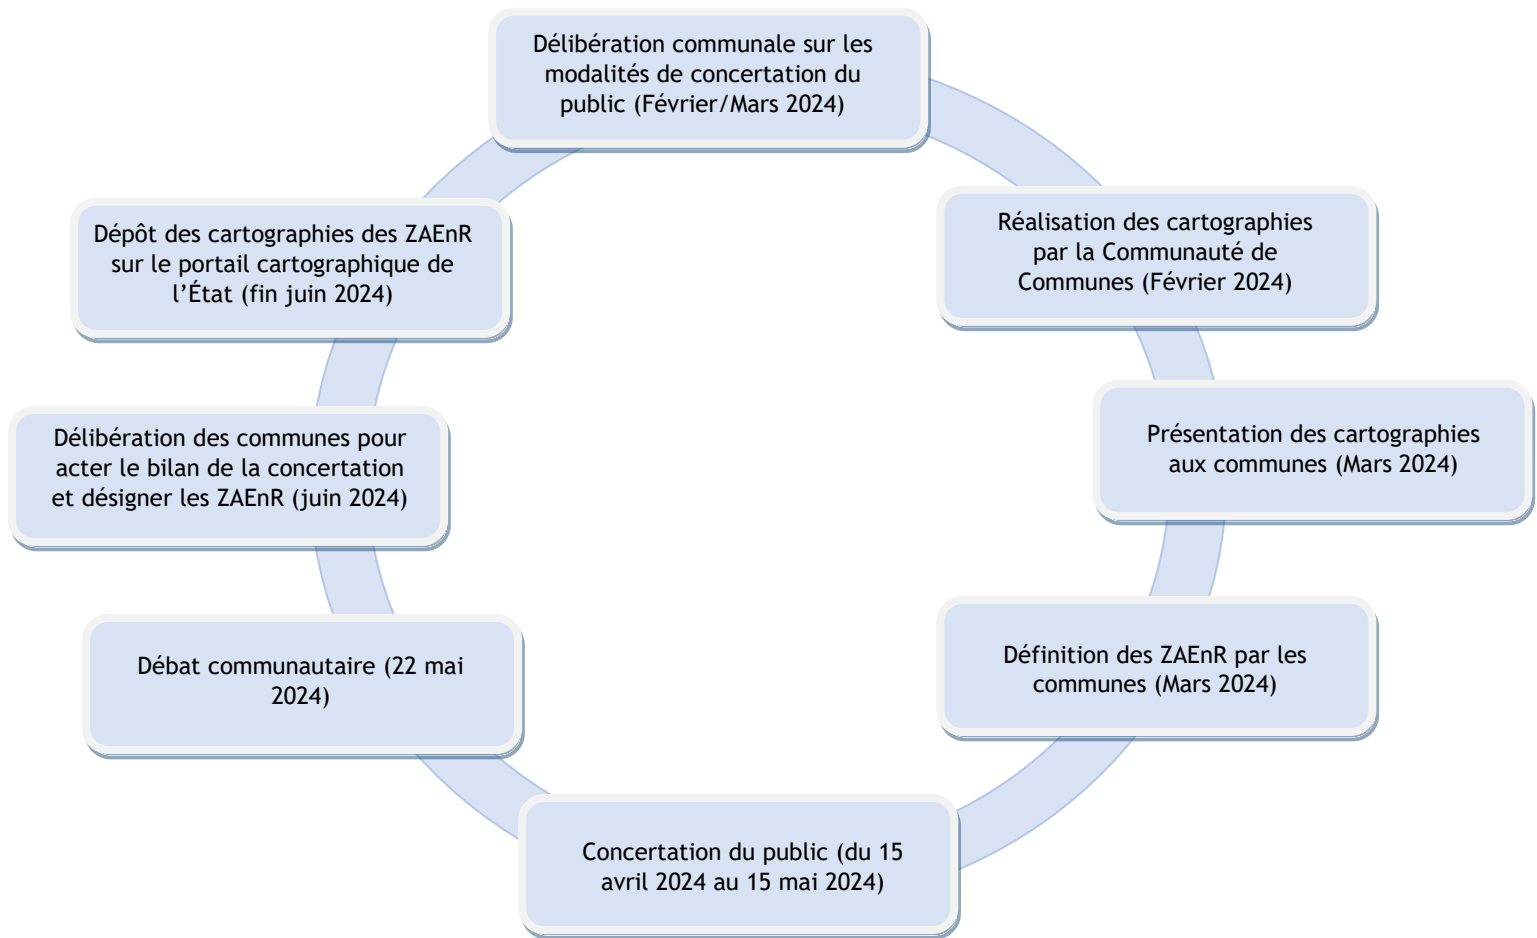 Délibération communale sur les
modalités de concertation du
public (Février/Mars 2024)
Réalisation des cartographies
par la Communauté de
Communes (Février 2024)
Présentation des cartographies
aux communes (Mars 2024)
Définition des ZAEnR par les
communes (Mars 2024)
Concertation du public (du 15
avril 2024 au 15 mai 2024)
Débat communautaire (22 mai
2024)
Délibération des communes pour
acter le bilan de la concertation
et désigner les ZAEnR (juin 2024)
Dépôt des cartographies des ZAEnR
sur le portail cartographique de
l’État (fin juin 2024)